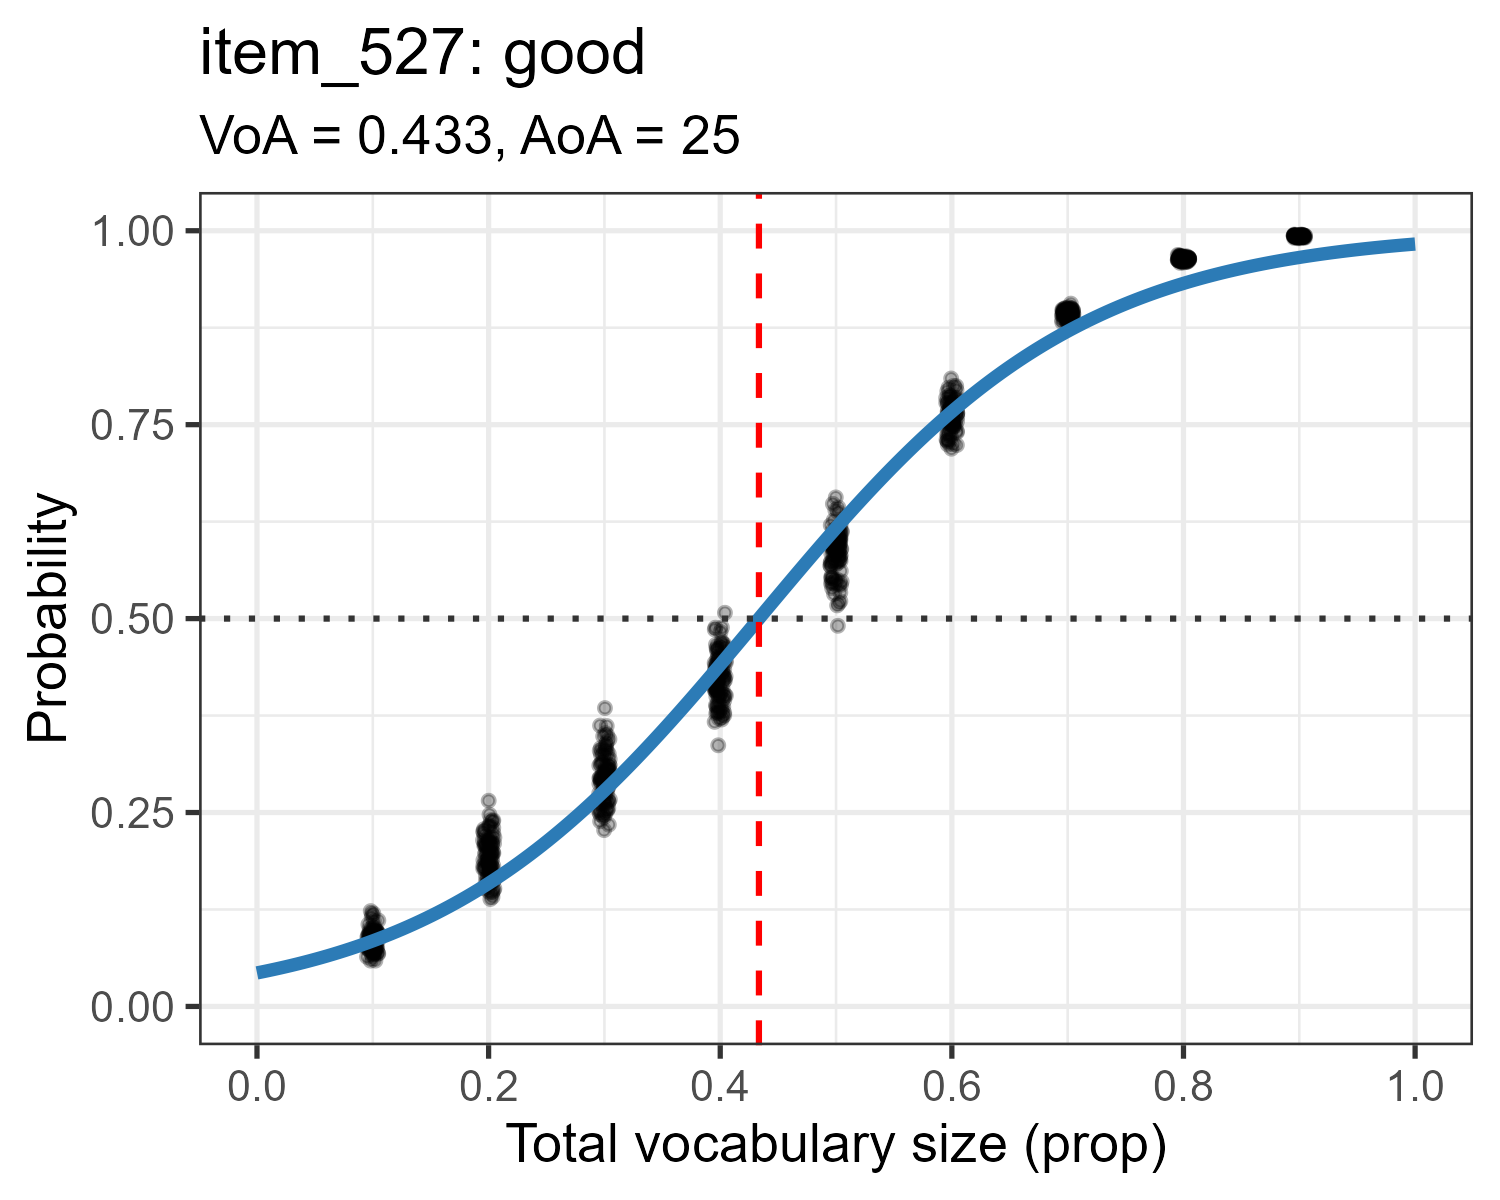 item_527: good
VoA = 0.433, AoA = 25
1.00
0.75
0.50
0.25
0.00
Probability
0.0 0.2 0.4 0.6 0.8 1.0
Total vocabulary size (prop)